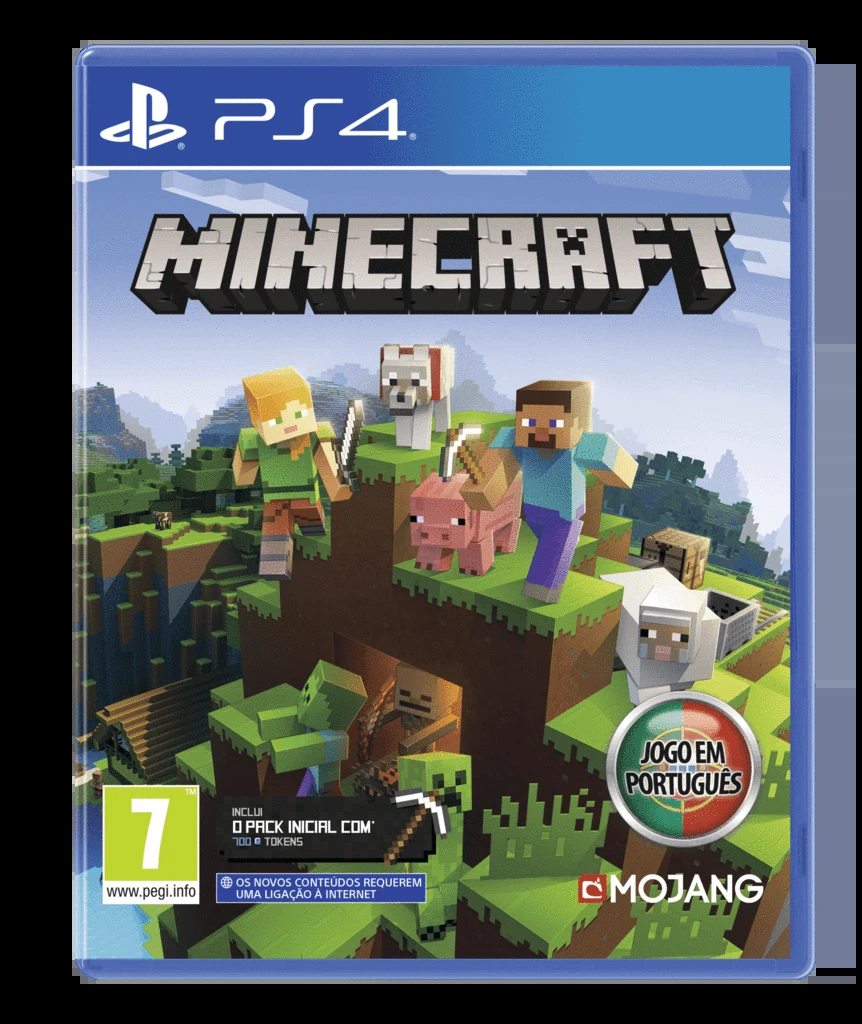 PS4
MINECRAFT
JOGO EM
PORTUGUÊS
7
www.pegi.info
INCLUI
O PACK INICIAL COM*
700 TOKENS
OS NOVOS CONTEÚDOS REQUEREM
UMA LIGAÇÃO À INTERNET
MOJANG